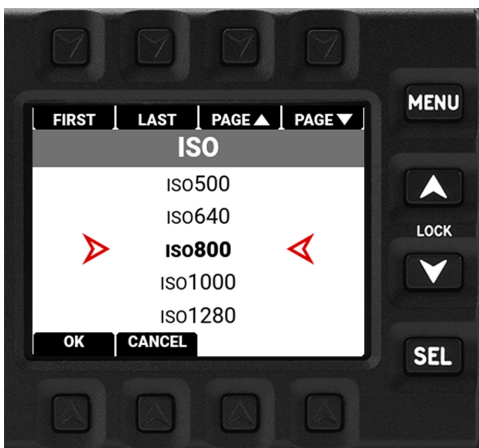 MENU
FIRST LAST PAGE▲ PAGE▼
ISO
ISO500
ISO640
LOCK
ISO800
ISO1000
ISO1280
OK CANCEL
SEL